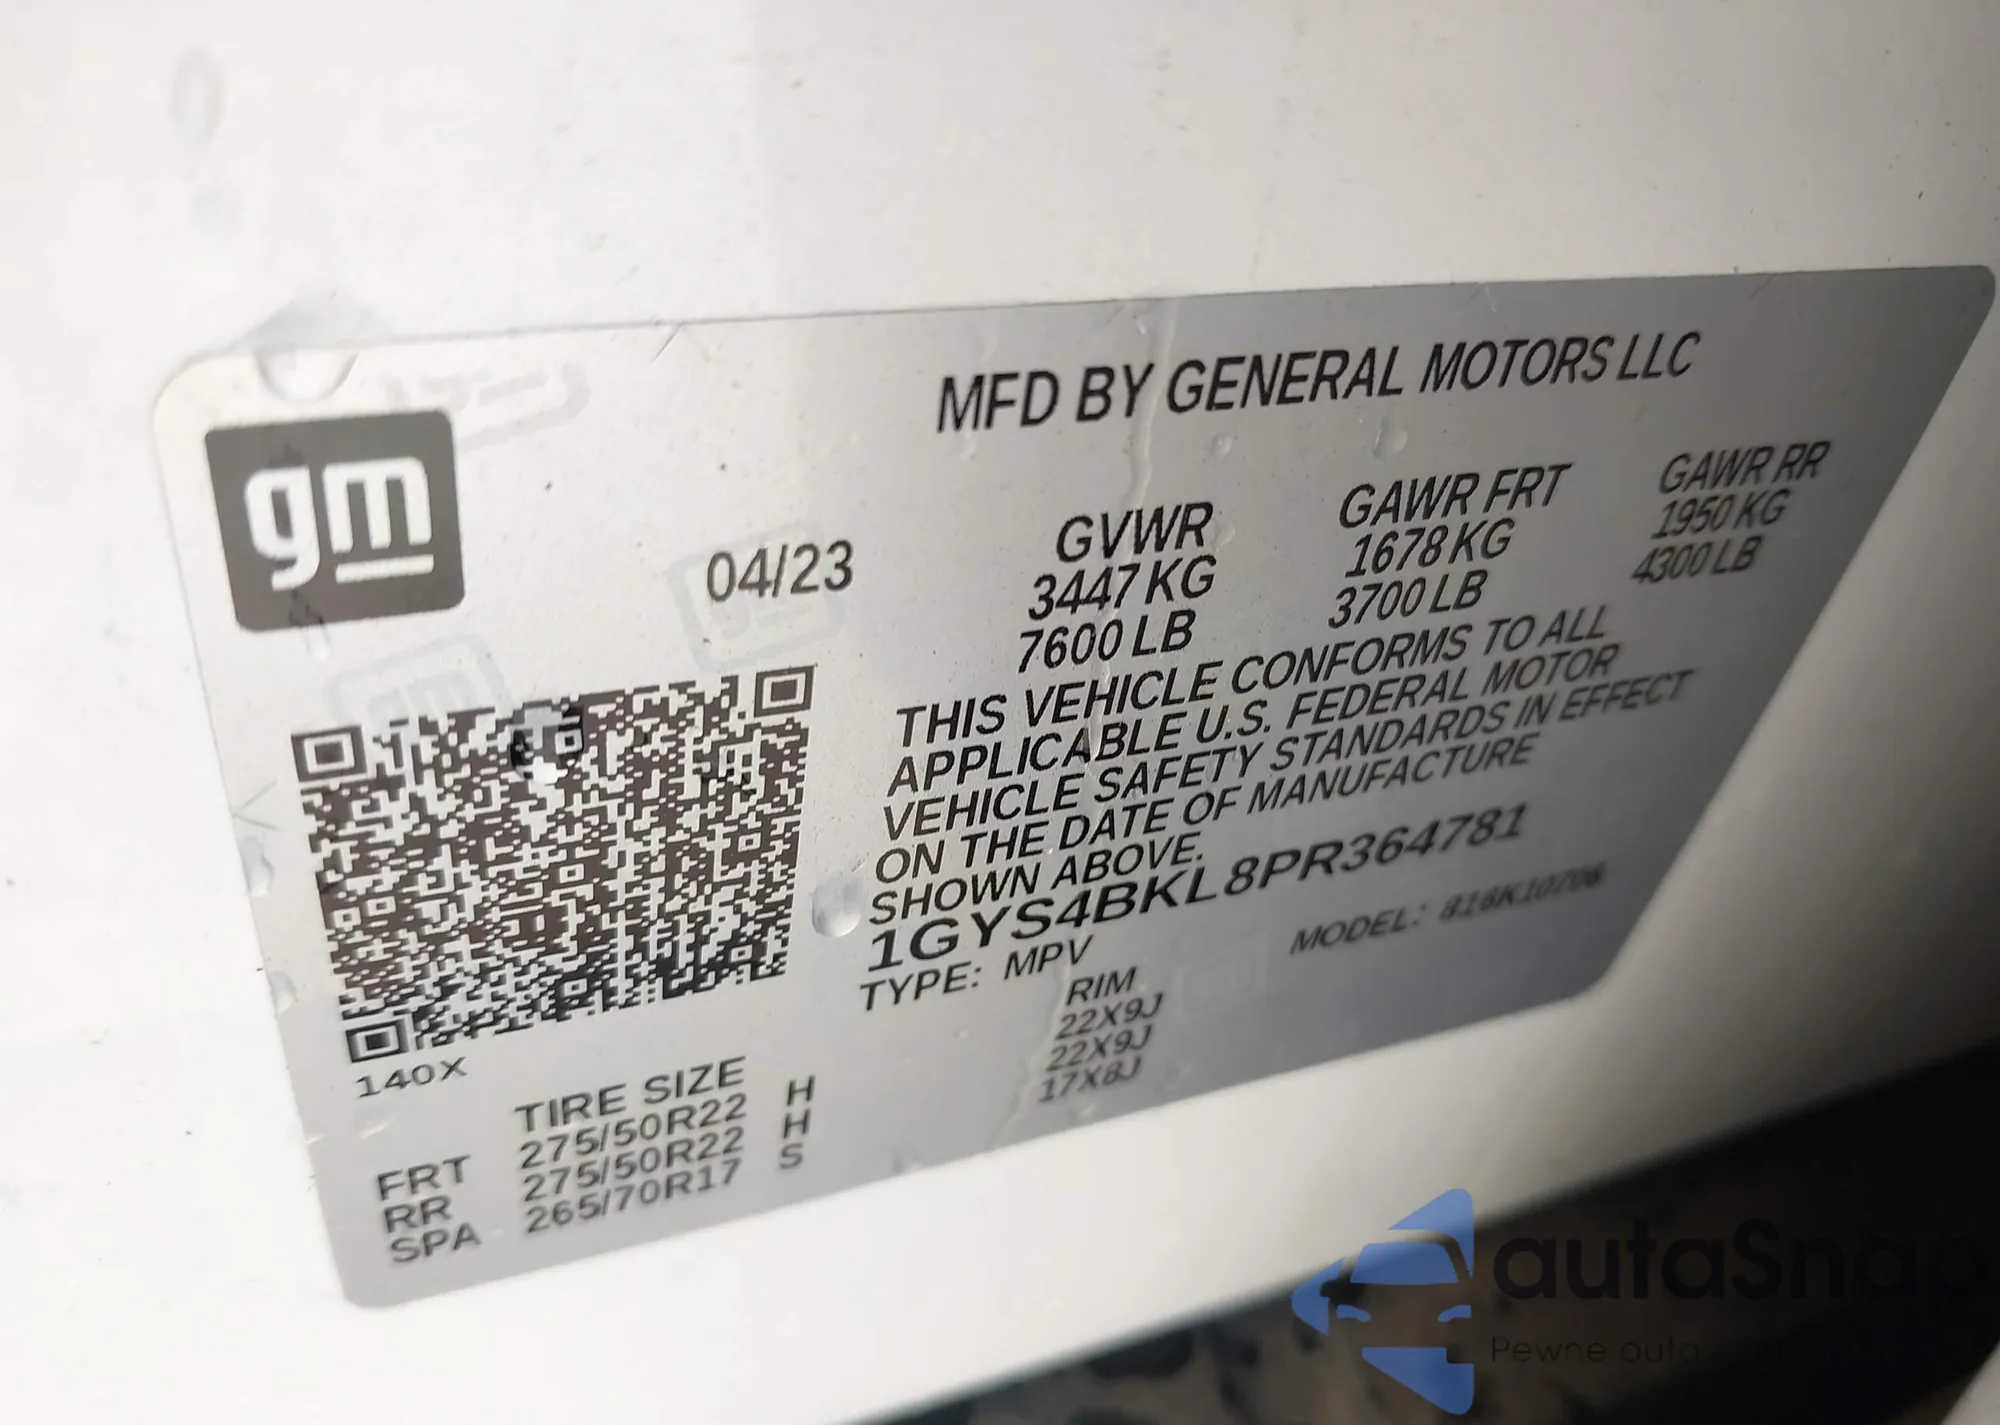 MFD BY GENERAL MOTORS LLC
gm
04/23
GVWR GAWR FRT GAWR RR
3447 KG 1678 KG 1950 KG
7600 LB 3700 LB 4300 LB
THIS VEHICLE CONFORMS TO ALL
APPLICABLE U.S. FEDERAL MOTOR
VEHICLE SAFETY STANDARDS IN EFFECT
ON THE DATE OF MANUFACTURE
SHOWN ABOVE.
1GYS4BKL8PR364781
TYPE: MPV MODEL: 816K10706
140X
TIRE SIZE RIM
FRT 275/50R22 H 22X9J
RR 275/50R22 H 22X9J
SPA 265/70R17 S 17X8J
autaSnap
Pewne auto